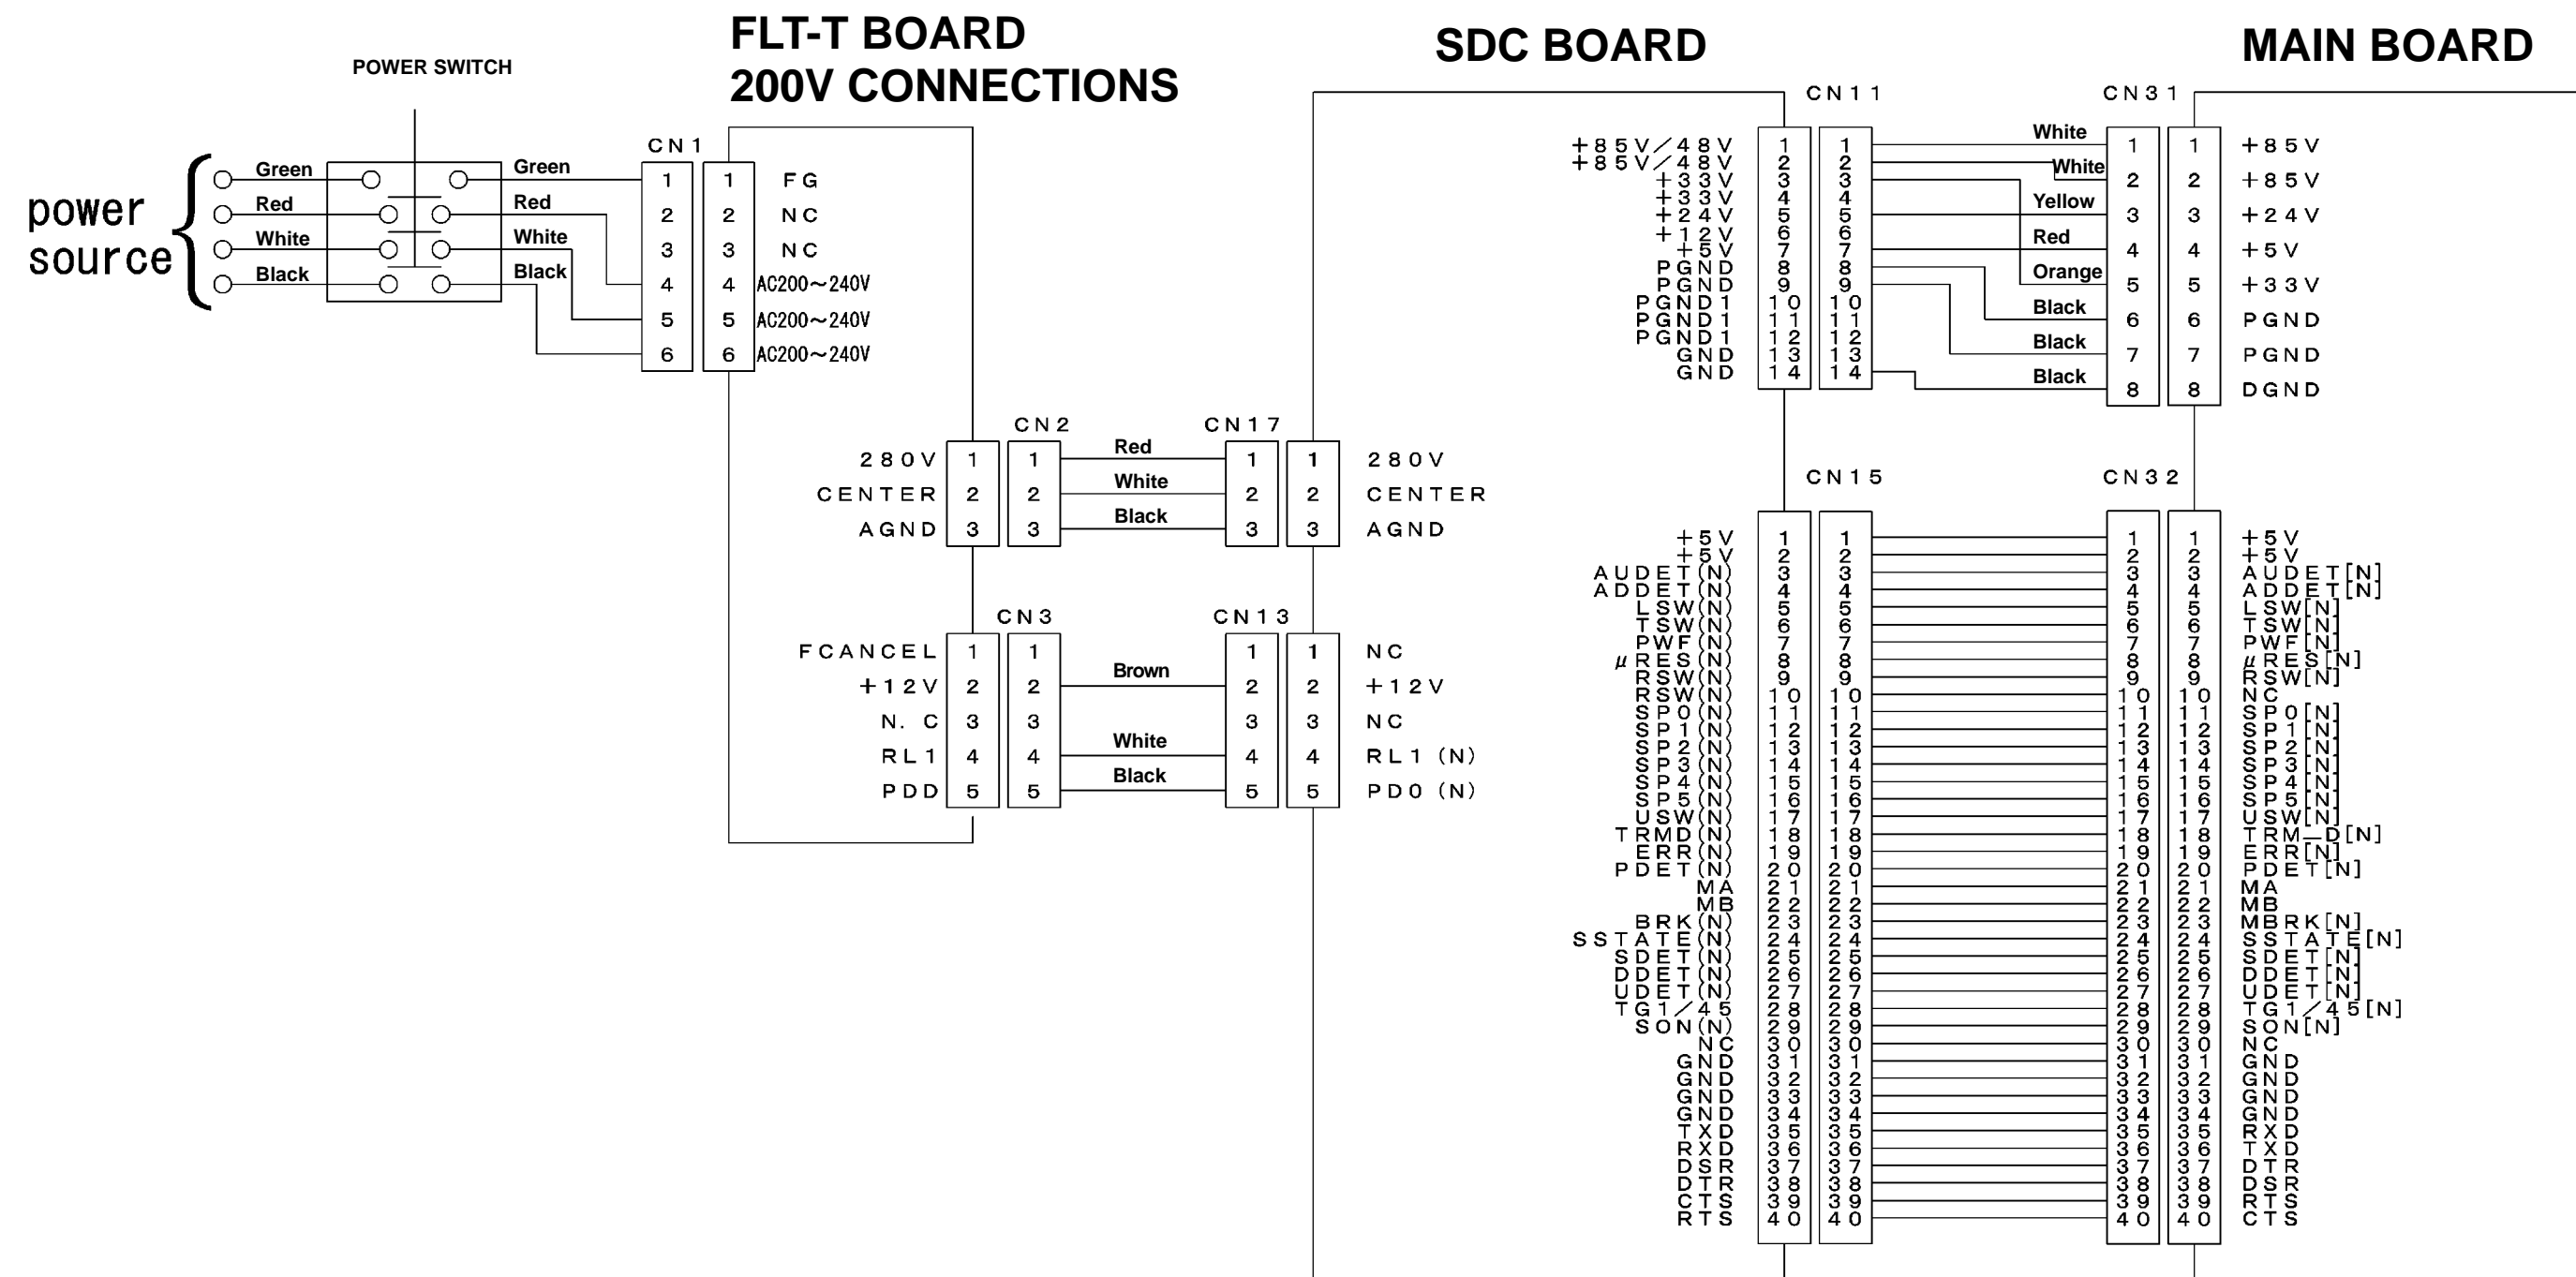 FLT-T BOARD
200V CONNECTIONS
SDC BOARD
MAIN BOARD
POWER SWITCH
power
source
Green
Red
White
Black
Green
Red
White
Black
CN1
1 1 FG
2 2 NC
3 3 NC
4 4 AC200～240V
5 5 AC200～240V
6 6 AC200～240V
CN2 CN17
280V 1 1 Red 1 1 280V
CENTER 2 2 White 2 2 CENTER
AGND 3 3 Black 3 3 AGND
CN3 CN13
FCANCEL 1 1 1 1 NC
+12V 2 2 Brown 2 2 +12V
N. C 3 3 3 3 NC
RL1 4 4 White 4 4 RL1 (N)
PDD 5 5 Black 5 5 PD0 (N)
CN11
+85V/48V 1 1
+85V/48V 2 2
+33V 3 3
+33V 4 4
+24V 5 5
+12V 6 6
+5V 7 7
PGND 8 8
PGND 9 9
PGND1 10 10
PGND1 11 11
PGND1 12 12
GND 13 13
GND 14 14
CN31
White 1 1 +85V
White 2 2 +85V
Yellow 3 3 +24V
Red 4 4 +5V
Orange 5 5 +33V
Black 6 6 PGND
Black 7 7 PGND
Black 8 8 DGND
CN15 CN32
+5V 1 1 1 1 +5V
+5V 2 2 2 2 +5V
AUDET(N) 3 3 3 3 AUDET[N]
ADDET(N) 4 4 4 4 ADDET[N]
LSW(N) 5 5 5 5 LSW[N]
TSW(N) 6 6 6 6 TSW[N]
PWF(N) 7 7 7 7 PWF[N]
μRES(N) 8 8 8 8 μRES[N]
RSW(N) 9 9 9 9 RSW[N]
RSW(N) 10 10 10 10 NC
SP0(N) 11 11 11 11 SP0[N]
SP1(N) 12 12 12 12 SP1[N]
SP2(N) 13 13 13 13 SP2[N]
SP3(N) 14 14 14 14 SP3[N]
SP4(N) 15 15 15 15 SP4[N]
SP5(N) 16 16 16 16 SP5[N]
USW(N) 17 17 17 17 USW[N]
TRMD(N) 18 18 18 18 TRM—D[N]
ERR(N) 19 19 19 19 ERR[N]
PDET(N) 20 20 20 20 PDET[N]
MA 21 21 21 21 MA
MB 22 22 22 22 MB
BRK(N) 23 23 23 23 MBRK[N]
SSTATE(N) 24 24 24 24 SSTATE[N]
SDET(N) 25 25 25 25 SDET[N]
DDET(N) 26 26 26 26 DDET[N]
UDET(N) 27 27 27 27 UDET[N]
TG1/45 28 28 28 28 TG1/45[N]
SON(N) 29 29 29 29 SON[N]
NC 30 30 30 30 NC
GND 31 31 31 31 GND
GND 32 32 32 32 GND
GND 33 33 33 33 GND
GND 34 34 34 34 GND
TXD 35 35 35 35 RXD
RXD 36 36 36 36 TXD
DSR 37 37 37 37 DTR
DTR 38 38 38 38 DSR
CTS 39 39 39 39 RTS
RTS 40 40 40 40 CTS